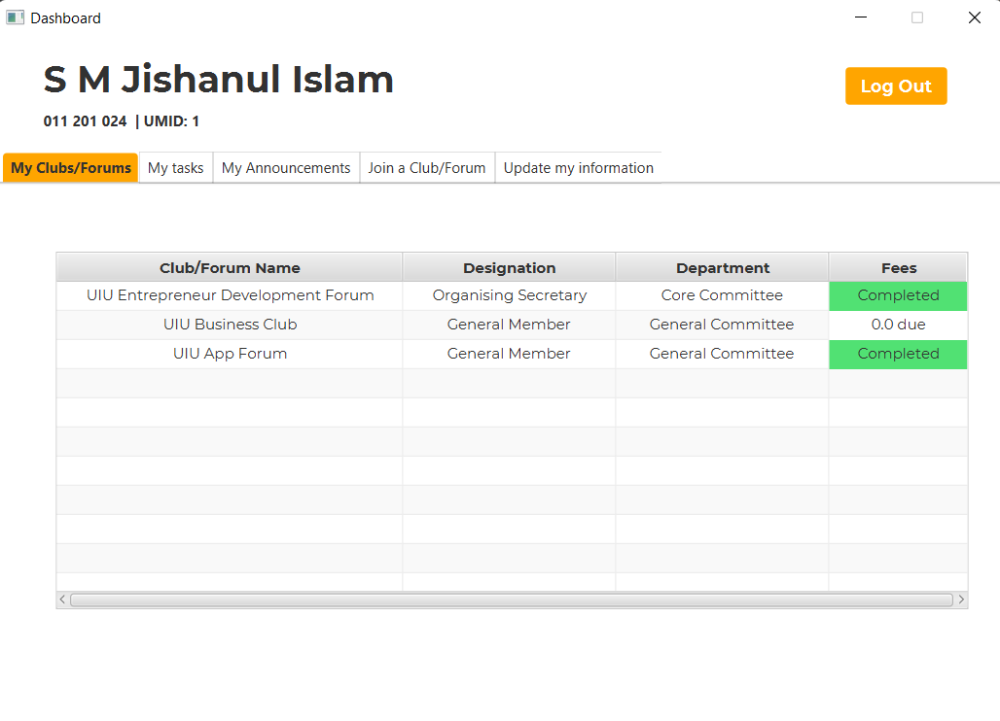 Dashboard
S M Jishanul Islam
Log Out
011 201 024 | UMID: 1
My Clubs/Forums My tasks My Announcements Join a Club/Forum Update my information
Club/Forum Name Designation Department Fees
UIU Entrepreneur Development Forum Organising Secretary Core Committee Completed
UIU Business Club General Member General Committee 0.0 due
UIU App Forum General Member General Committee Completed